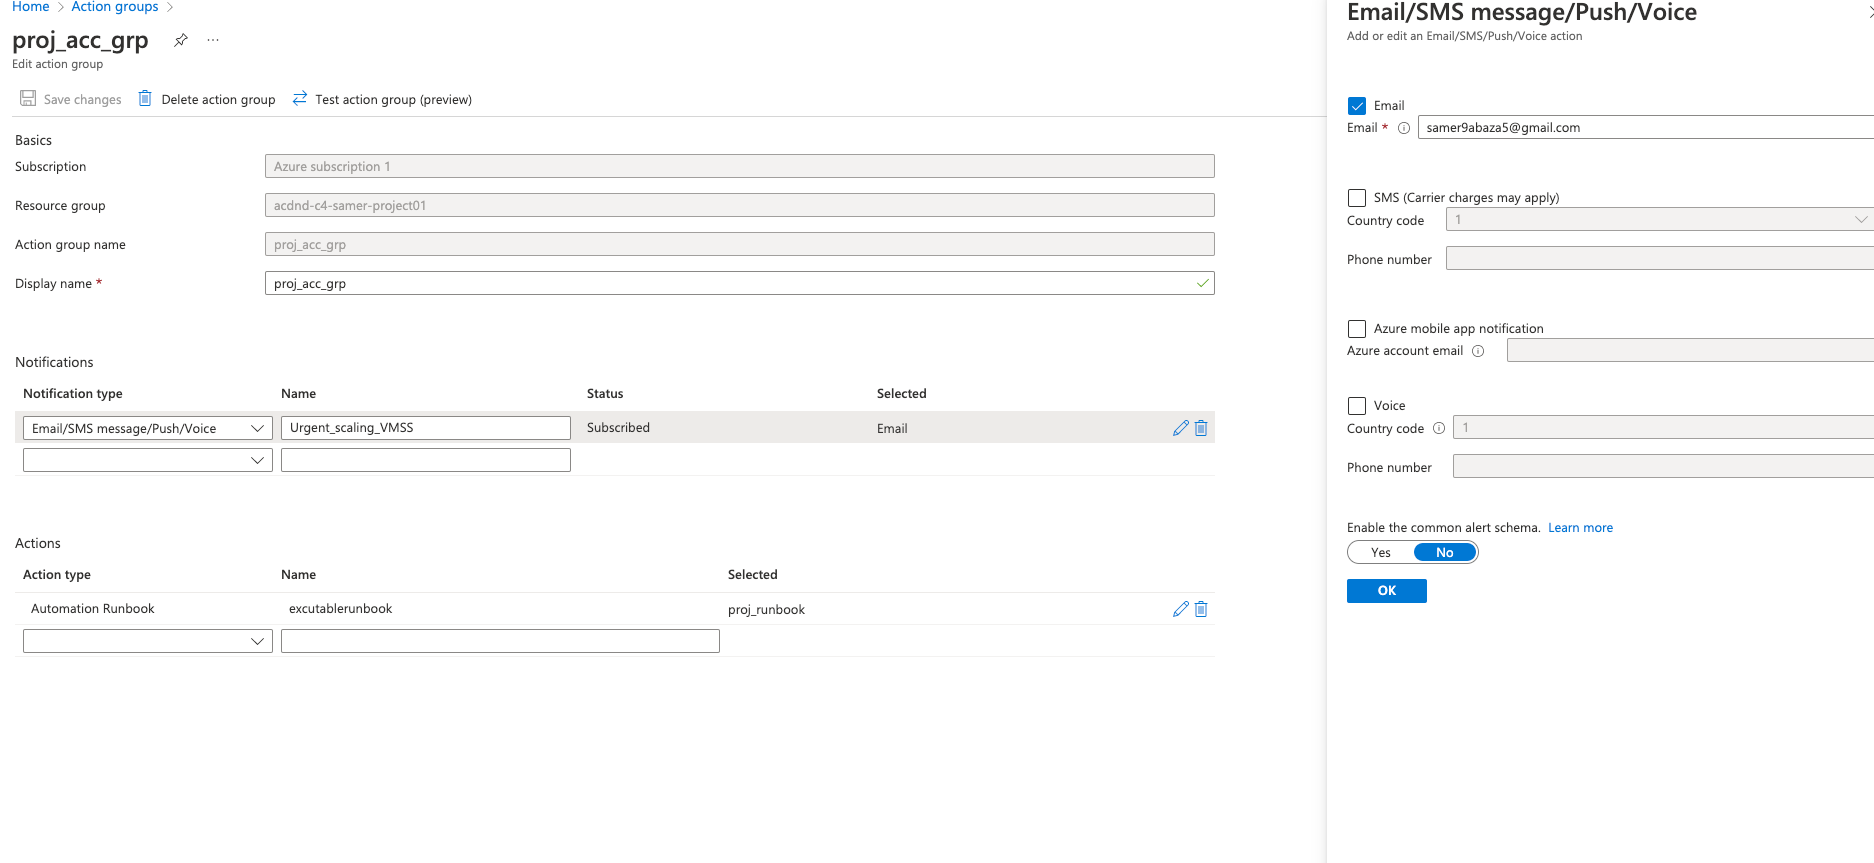 Home > Action groups >
proj_acc_grp ...
Edit action group
Save changes Delete action group Test action group (preview)
Basics
Subscription Azure subscription 1
Resource group acdnd-c4-samer-project01
Action group name proj_acc_grp
Display name * proj_acc_grp
Notifications
Notification type Name Status Selected
Email/SMS message/Push/Voice Urgent_scaling_VMSS Subscribed Email
Actions
Action type Name Selected
Automation Runbook excutablerunbook proj_runbook
Email/SMS message/Push/Voice
Add or edit an Email/SMS/Push/Voice action
Email
Email * samer9abaza5@gmail.com
SMS (Carrier charges may apply)
Country code 1
Phone number
Azure mobile app notification
Azure account email
Voice
Country code 1
Phone number
Enable the common alert schema. Learn more
Yes No
OK